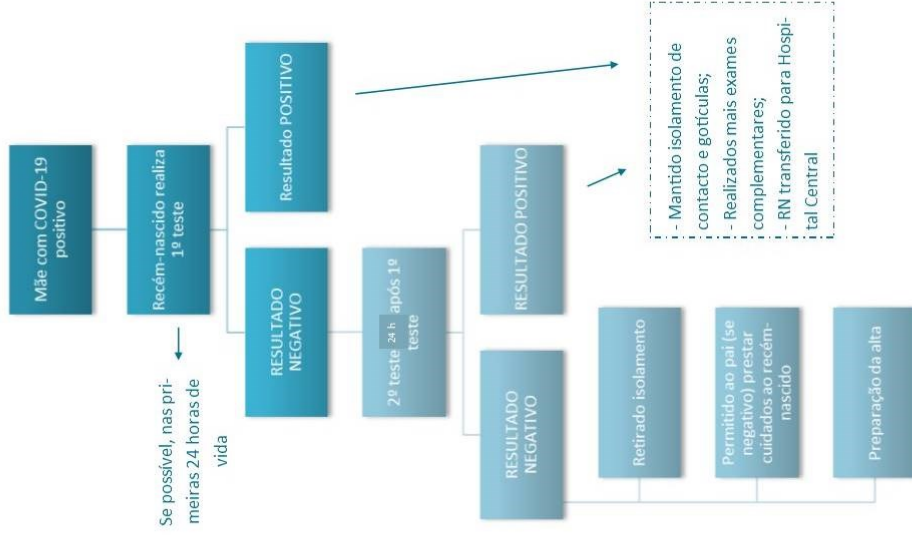 Mãe com COVID-19
positivo
Recém-nascido realiza
1º teste
Se possível, nas pri-
meiras 24 horas de
vida
RESULTADO
NEGATIVO
Resultado POSITIVO
2º teste 24 h após 1º
teste
RESULTADO
NEGATIVO
RESULTADO POSITIVO
Retirado isolamento
Permitido ao pai (se
negativo) prestar
cuidados ao recém-
nascido
Preparação da alta
- Mantido isolamento de
contacto e gotículas;
- Realizados mais exames
complementares;
- RN transferido para Hospi-
tal Central